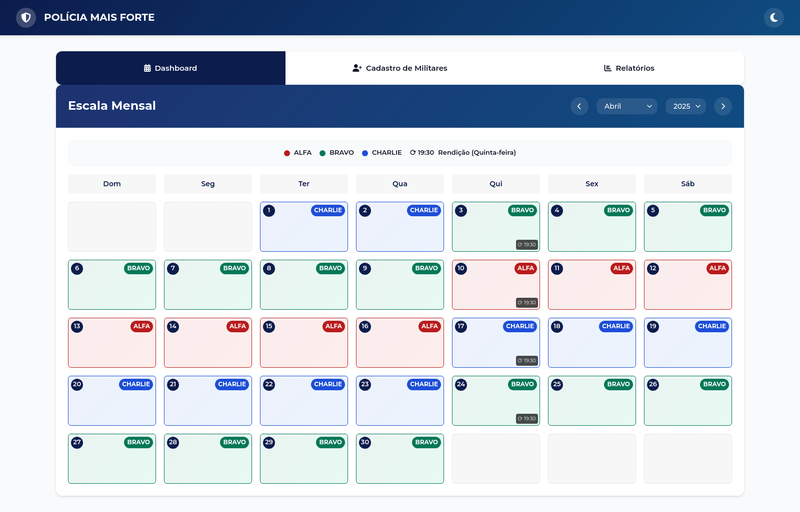 POLÍCIA MAIS FORTE
Dashboard
Cadastro de Militares
Relatórios
Escala Mensal
Abril
2025
ALFA BRAVO CHARLIE 19:30 Rendição (Quinta-feira)
Dom Seg Ter Qua Qui Sex Sáb
1 CHARLIE 2 CHARLIE 3 BRAVO 4 BRAVO 5 BRAVO
19:30
6 BRAVO 7 BRAVO 8 BRAVO 9 BRAVO 10 ALFA 11 ALFA 12 ALFA
19:30
13 ALFA 14 ALFA 15 ALFA 16 ALFA 17 CHARLIE 18 CHARLIE 19 CHARLIE
19:30
20 CHARLIE 21 CHARLIE 22 CHARLIE 23 CHARLIE 24 BRAVO 25 BRAVO 26 BRAVO
19:30
27 BRAVO 28 BRAVO 29 BRAVO 30 BRAVO